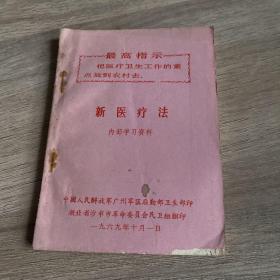 最高指示
把医疗卫生工作的重
点放到农村去。
新医疗法
内部学习资料
中国人民解放军广州军区后勤部卫生部印
湖北省沙市市革命委员会民卫组翻印
一九六九年十月一日